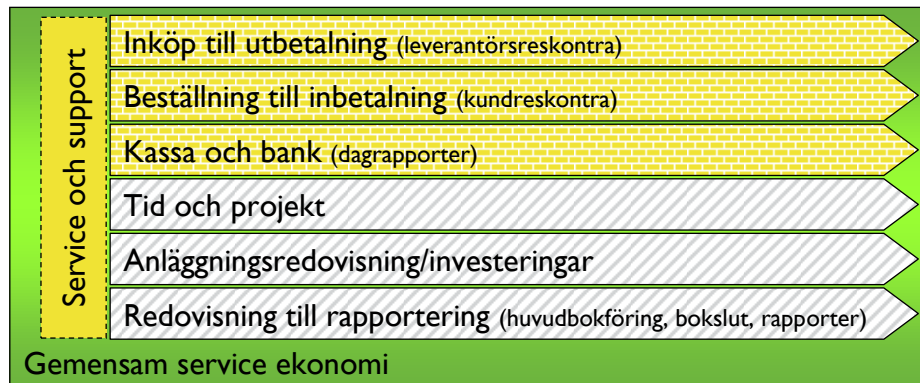 Service och support
Inköp till utbetalning (leverantörsreskontra)
Beställning till inbetalning (kundreskontra)
Kassa och bank (dagrapporter)
Tid och projekt
Anläggningsredovisning/investeringar
Redovisning till rapportering (huvudbokföring, bokslut, rapporter)
Gemensam service ekonomi